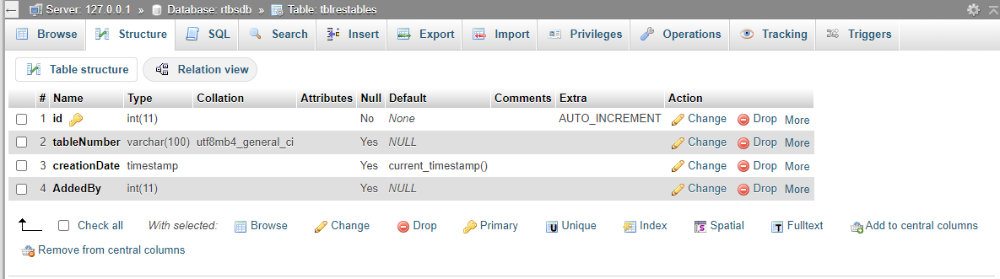 Server: 127.0.0.1 » Database: rtbsdb » Table: tblrestables
Browse Structure SQL Search Insert Export Import Privileges Operations Tracking Triggers
Table structure Relation view
# Name Type Collation Attributes Null Default Comments Extra Action
1 id int(11) No None AUTO_INCREMENT Change Drop More
2 tableNumber varchar(100) utf8mb4_general_ci Yes NULL Change Drop More
3 creationDate timestamp Yes current_timestamp() Change Drop More
4 AddedBy int(11) Yes NULL Change Drop More
Check all With selected: Browse Change Drop Primary Unique Index Spatial Fulltext Add to central columns
Remove from central columns